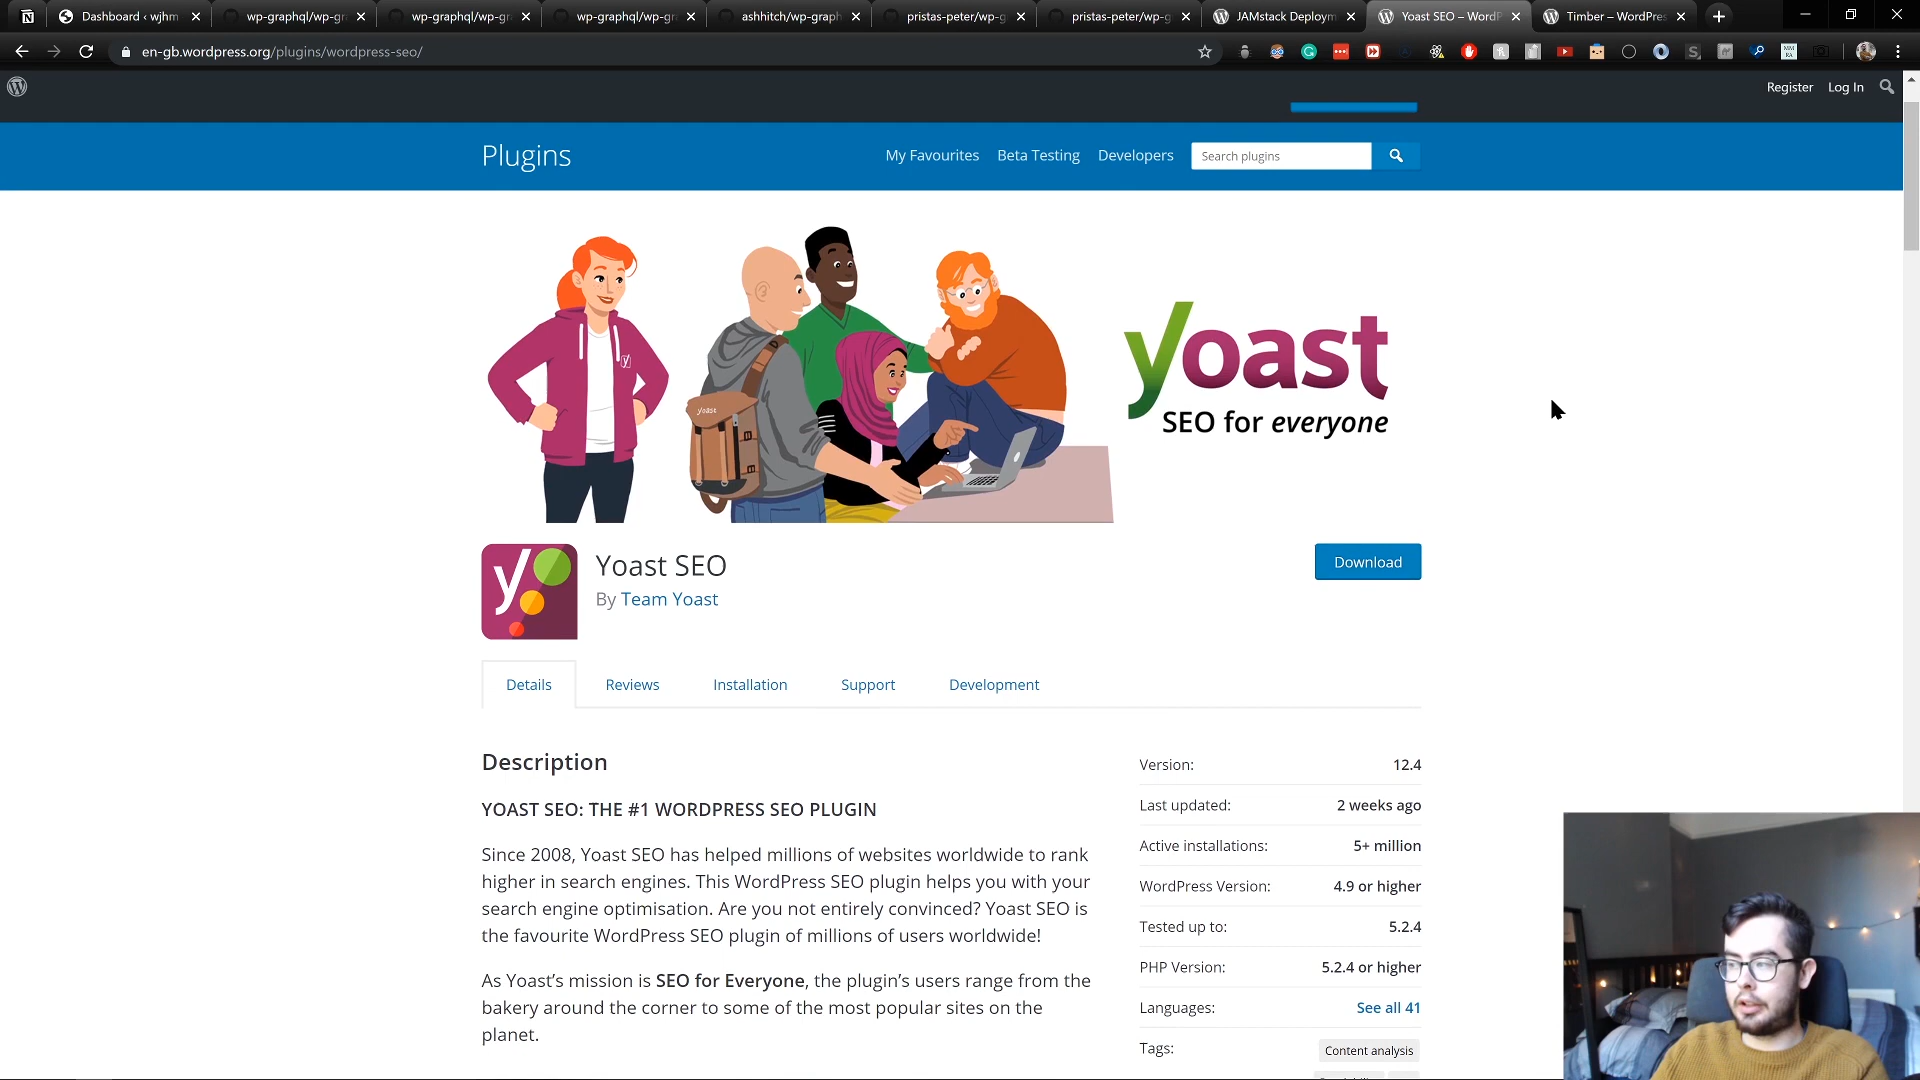 Dashboard ‹ wjhm
wp-graphql/wp-gr
wp-graphql/wp-gr
wp-graphql/wp-gr
ashhitch/wp-graph
pristas-peter/wp-g
pristas-peter/wp-g
JAMstack Deploym
Yoast SEO – WordP
Timber – WordPres
en-gb.wordpress.org/plugins/wordpress-seo/
Register Log In
Plugins
My Favourites Beta Testing Developers Search plugins
yoast
SEO for everyone
yoast
Yoast SEO
By Team Yoast
Download
Details Reviews Installation Support Development
Description
YOAST SEO: THE #1 WORDPRESS SEO PLUGIN
Since 2008, Yoast SEO has helped millions of websites worldwide to rank
higher in search engines. This WordPress SEO plugin helps you with your
search engine optimisation. Are you not entirely convinced? Yoast SEO is
the favourite WordPress SEO plugin of millions of users worldwide!
As Yoast’s mission is SEO for Everyone, the plugin’s users range from the
bakery around the corner to some of the most popular sites on the
planet.
Version: 12.4
Last updated: 2 weeks ago
Active installations: 5+ million
WordPress Version: 4.9 or higher
Tested up to: 5.2.4
PHP Version: 5.2.4 or higher
Languages: See all 41
Tags: Content analysis